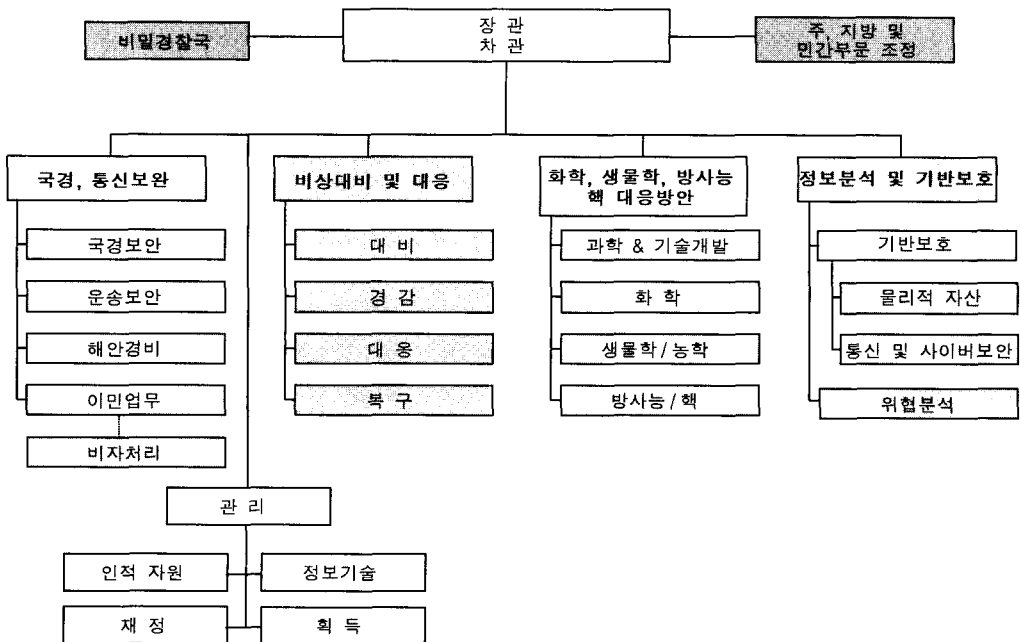 비밀경찰국
장 관
차 관
주, 지방 및
민간부문 조정
국경, 통신보완
국경보안
운송보안
해안경비
이민업무
비자처리
비상대비 및 대응
대 비
경 감
대 응
복 구
화학, 생물학, 방사능
핵 대응방안
과학 & 기술개발
화 학
생물학/농학
방사능/핵
정보분석 및 기반보호
기반보호
물리적 자산
통신 및 사이버보안
위협분석
관 리
인적 자원
정보기술
재 정
획 득